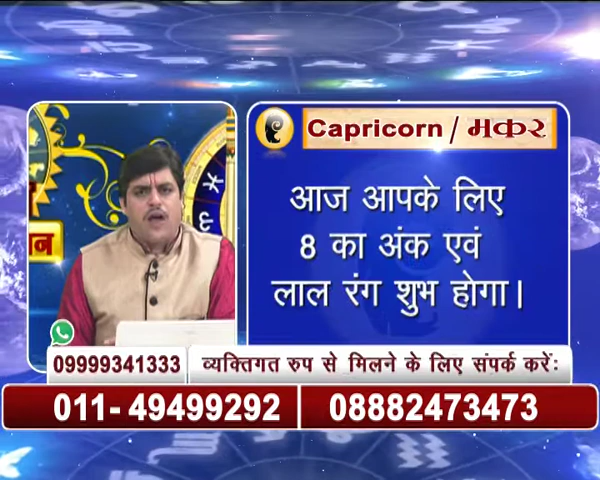 Capricorn / मकर
आज आपके लिए
8 का अंक एवं
लाल रंग शुभ होगा।
09999341333
व्यक्तिगत रुप से मिलने के लिए संपर्क करें:
011- 49499292
08882473473